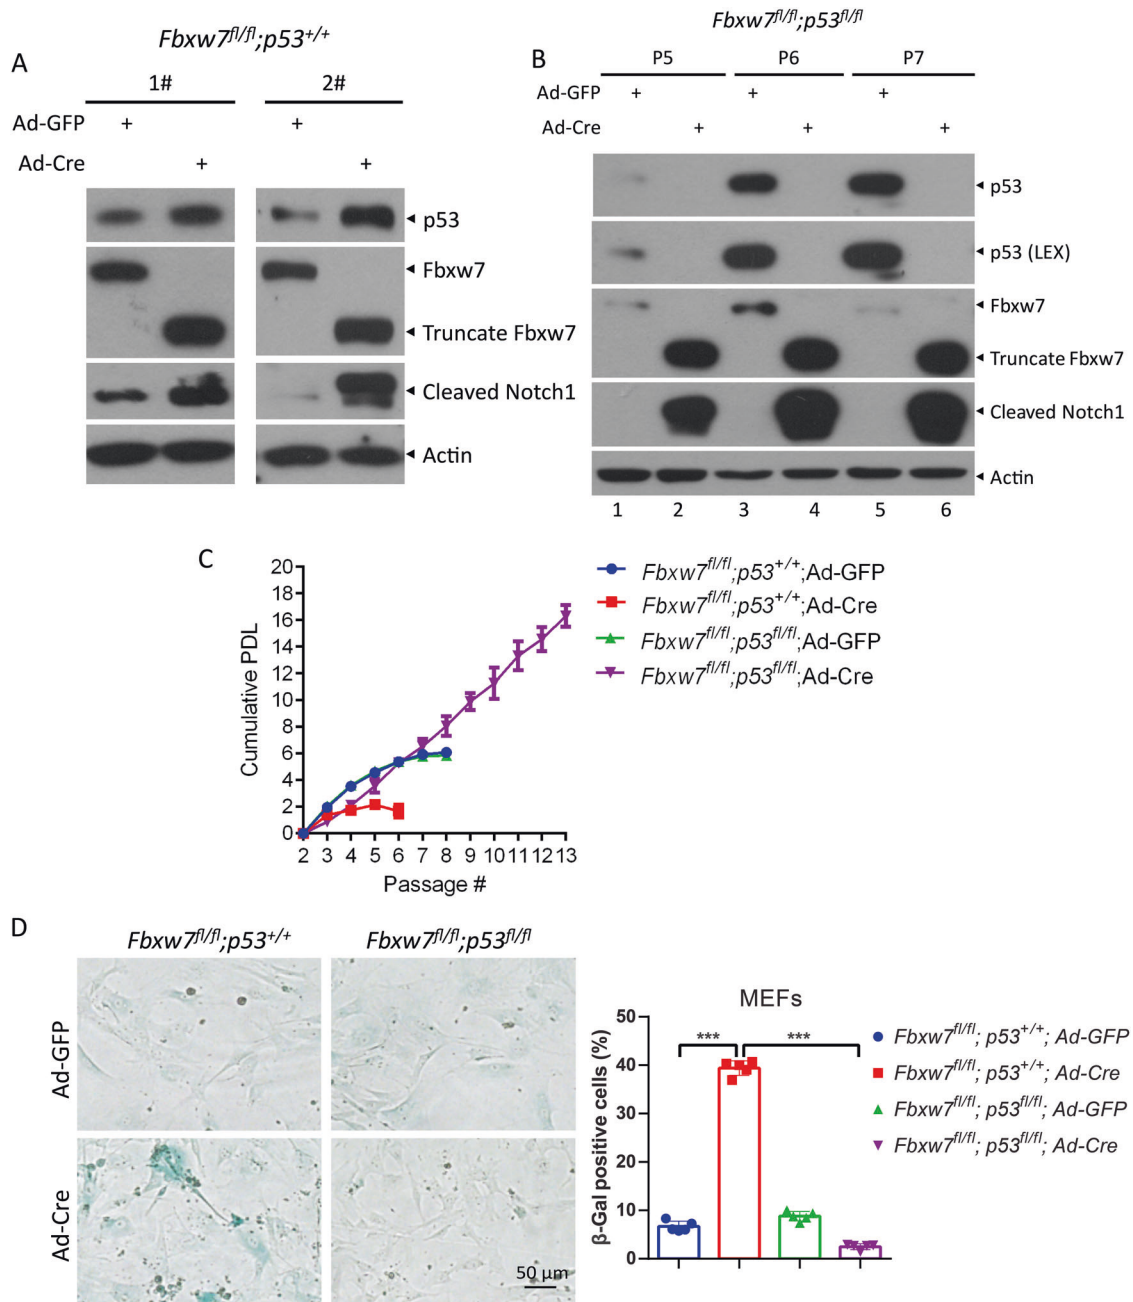 A
Fbxw7fl/fl;p53+/+
1# 2#
Ad-GFP + +
Ad-Cre + +
p53
Fbxw7
Truncate Fbxw7
Cleaved Notch1
Actin
B
Fbxw7fl/fl;p53fl/fl
P5 P6 P7
Ad-GFP + + +
Ad-Cre + + +
p53
p53 (LEX)
Fbxw7
Truncate Fbxw7
Cleaved Notch1
Actin
1 2 3 4 5 6
C
Cumulative PDL
20
18
16
14
12
10
8
6
4
2
0
2 3 4 5 6 7 8 9 10 11 12 13
Passage #
Fbxw7fl/fl;p53+/+;Ad-GFP
Fbxw7fl/fl;p53+/+;Ad-Cre
Fbxw7fl/fl;p53fl/fl;Ad-GFP
Fbxw7fl/fl;p53fl/fl;Ad-Cre
D
Fbxw7fl/fl;p53+/+ Fbxw7fl/fl;p53fl/fl
Ad-GFP
Ad-Cre
50 µm
MEFs
β-Gal positive cells (%)
50
40
30
20
10
0
*** ***
Fbxw7fl/fl; p53+/+; Ad-GFP
Fbxw7fl/fl; p53+/+; Ad-Cre
Fbxw7fl/fl; p53fl/fl; Ad-GFP
Fbxw7fl/fl; p53fl/fl; Ad-Cre